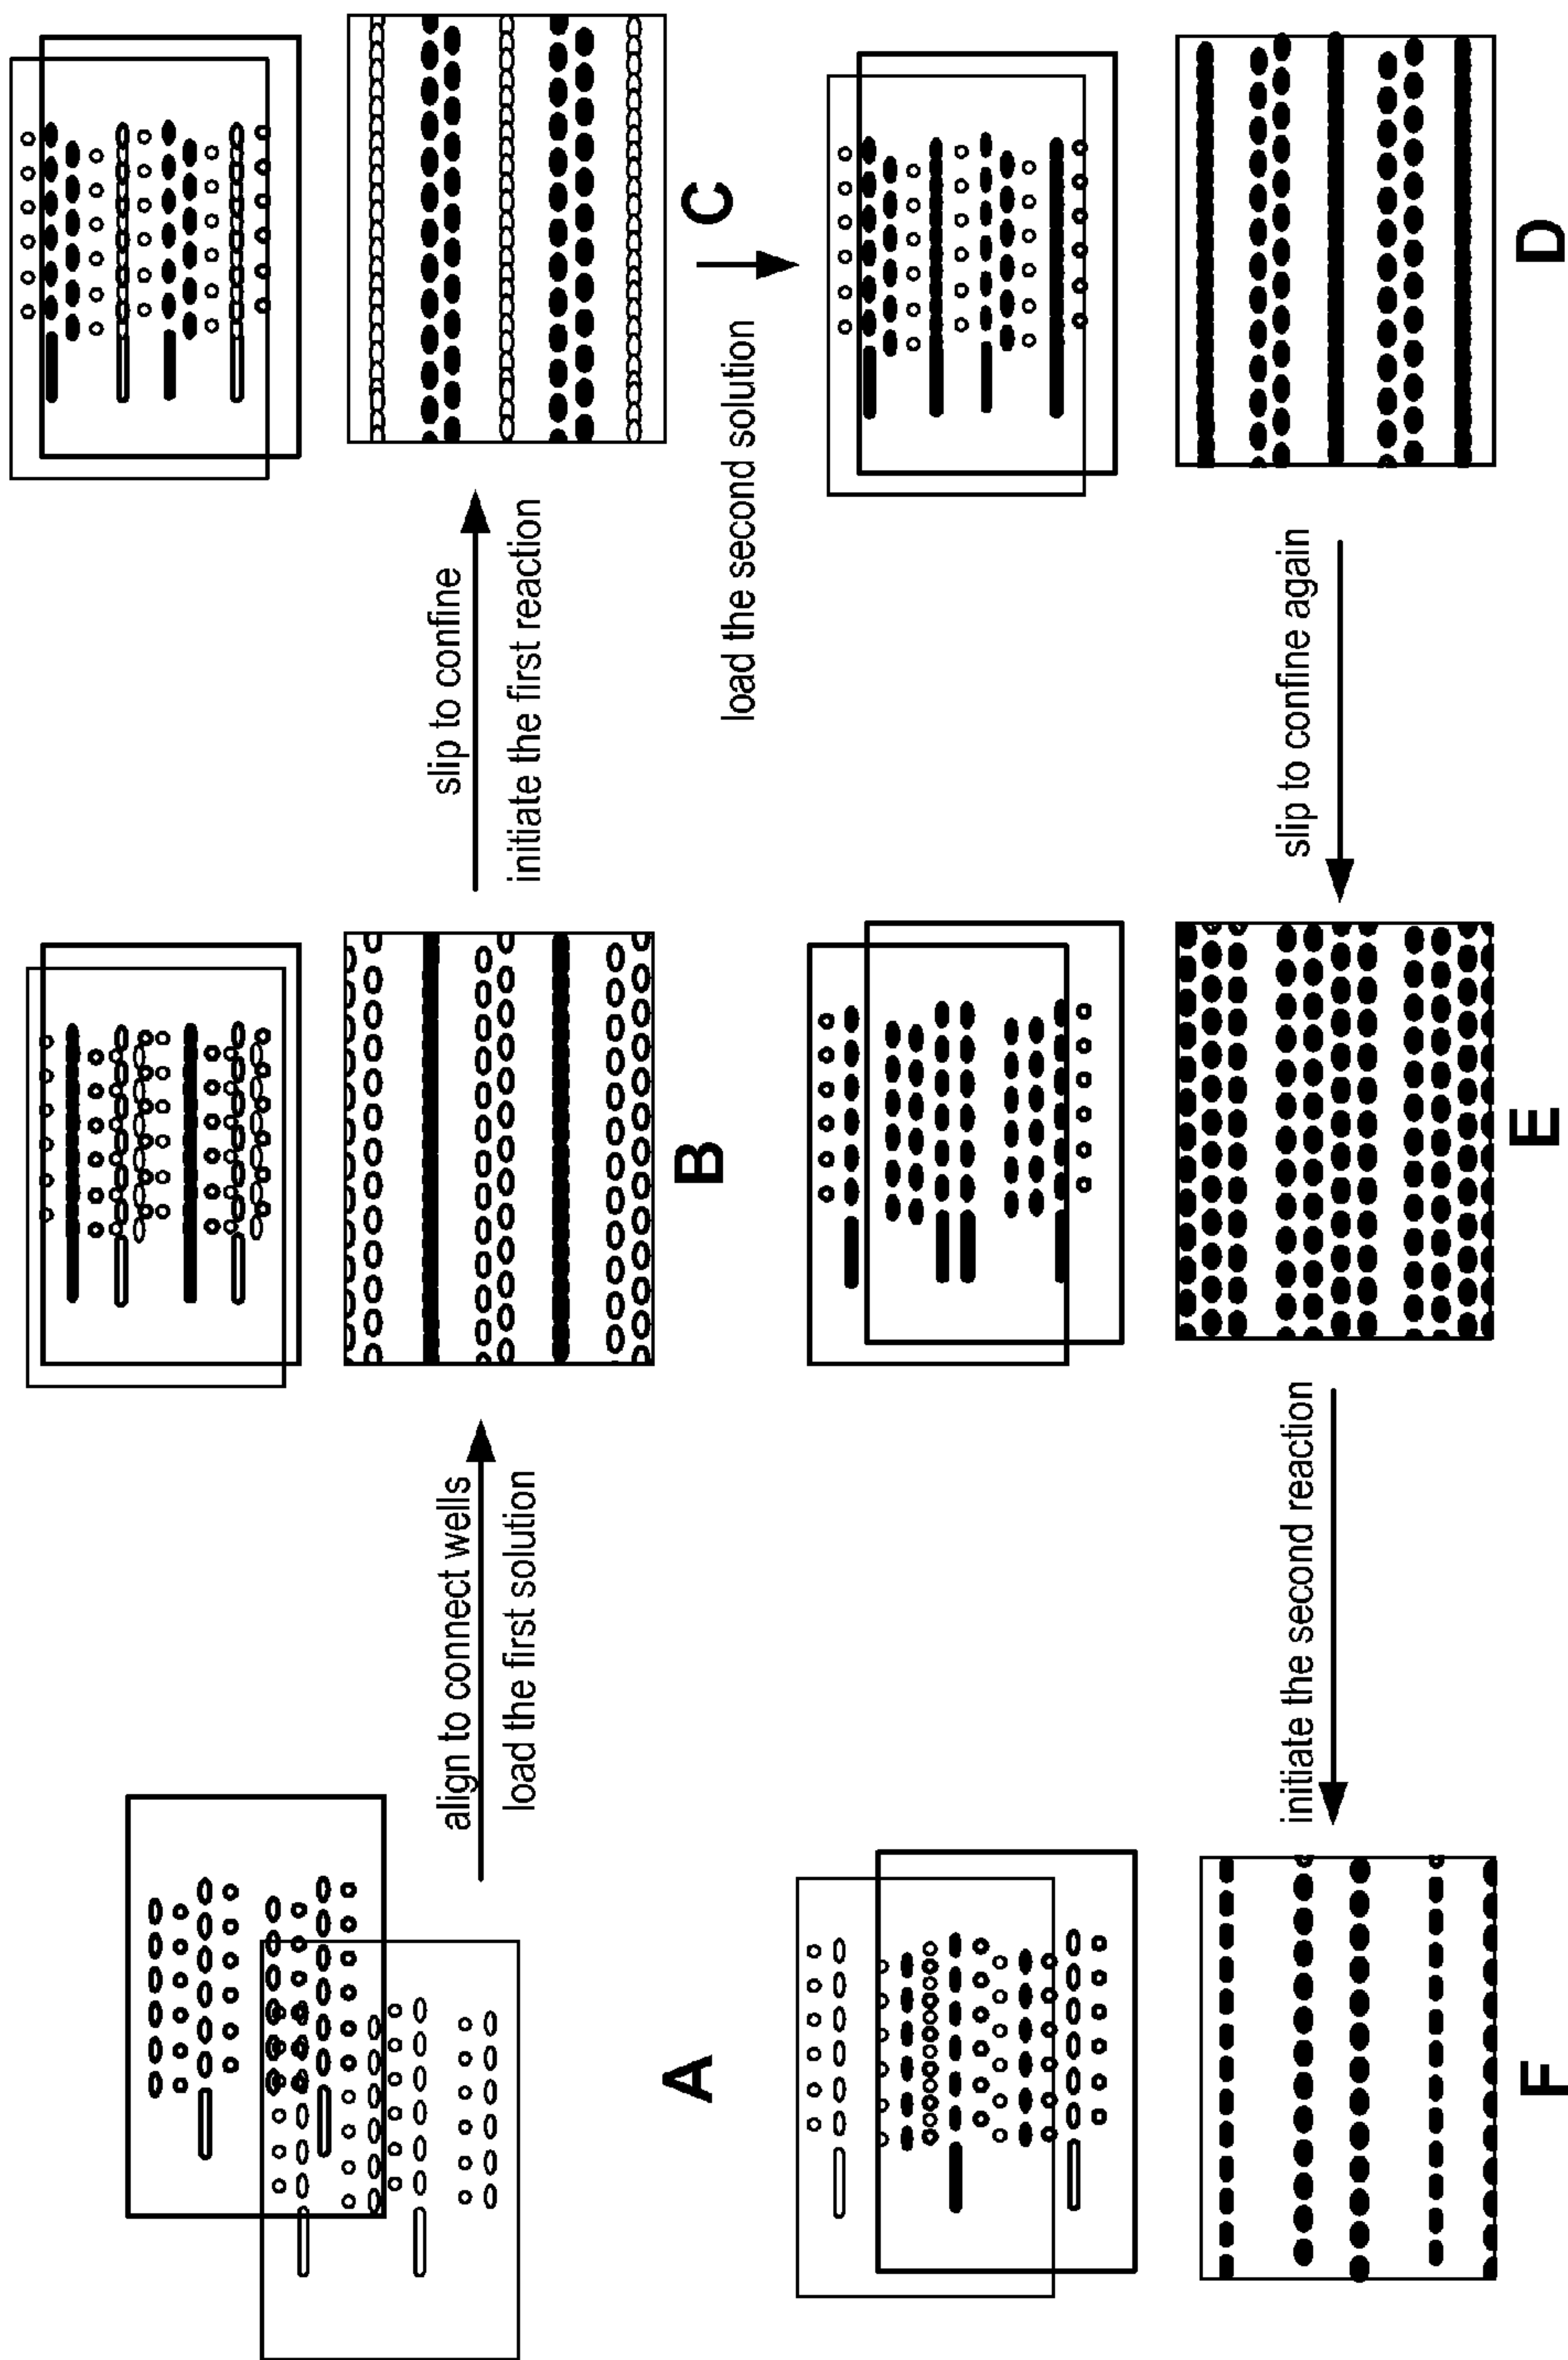 A
align to connect wells
load the first solution
B
slip to confine
initiate the first reaction
C
load the second solution
D
slip to confine again
E
initiate the second reaction
F